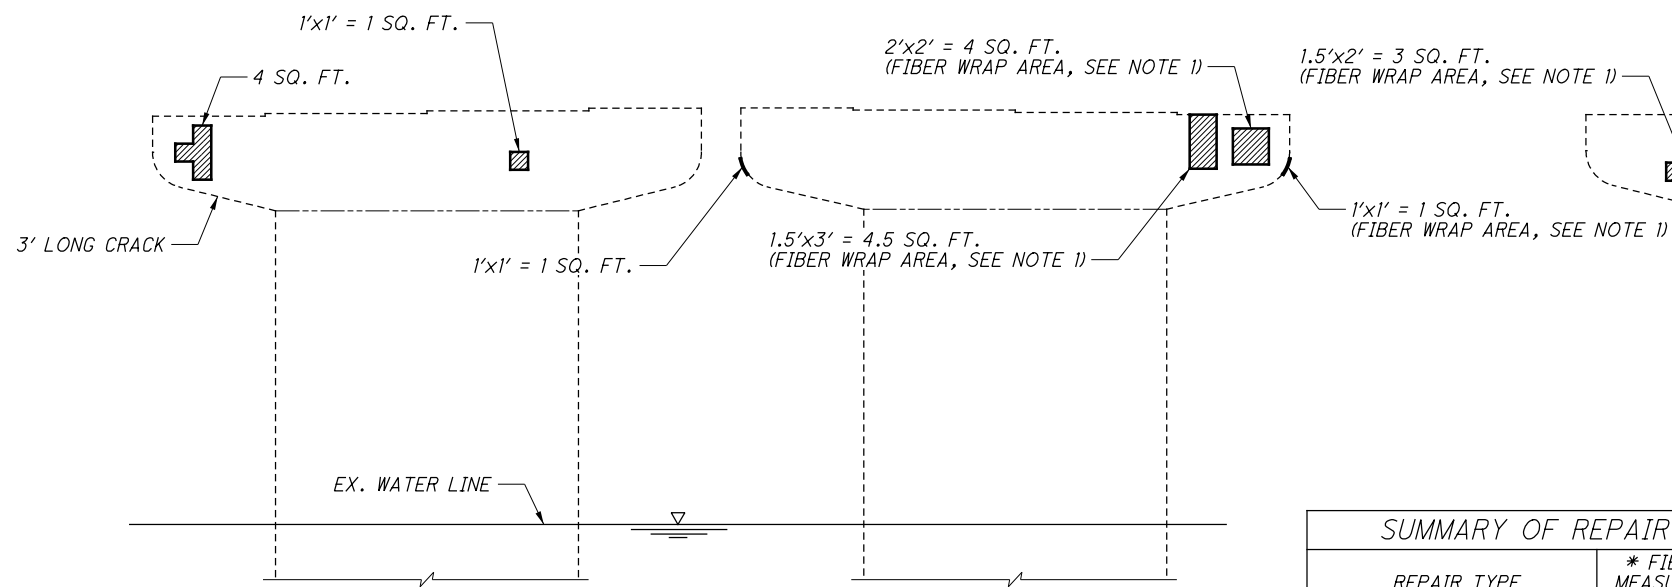 1'x1' = 1 SQ. FT.
4 SQ. FT.
2'x2' = 4 SQ. FT.
(FIBER WRAP AREA, SEE NOTE 1)
1.5'x2' = 3 SQ. FT.
(FIBER WRAP AREA, SEE NOTE 1)
3' LONG CRACK
1'x1' = 1 SQ. FT.
1.5'x3' = 4.5 SQ. FT.
(FIBER WRAP AREA, SEE NOTE 1)
1'x1' = 1 SQ. FT.
(FIBER WRAP AREA, SEE NOTE 1)
EX. WATER LINE
SUMMARY OF REPAIR
REPAIR TYPE
*